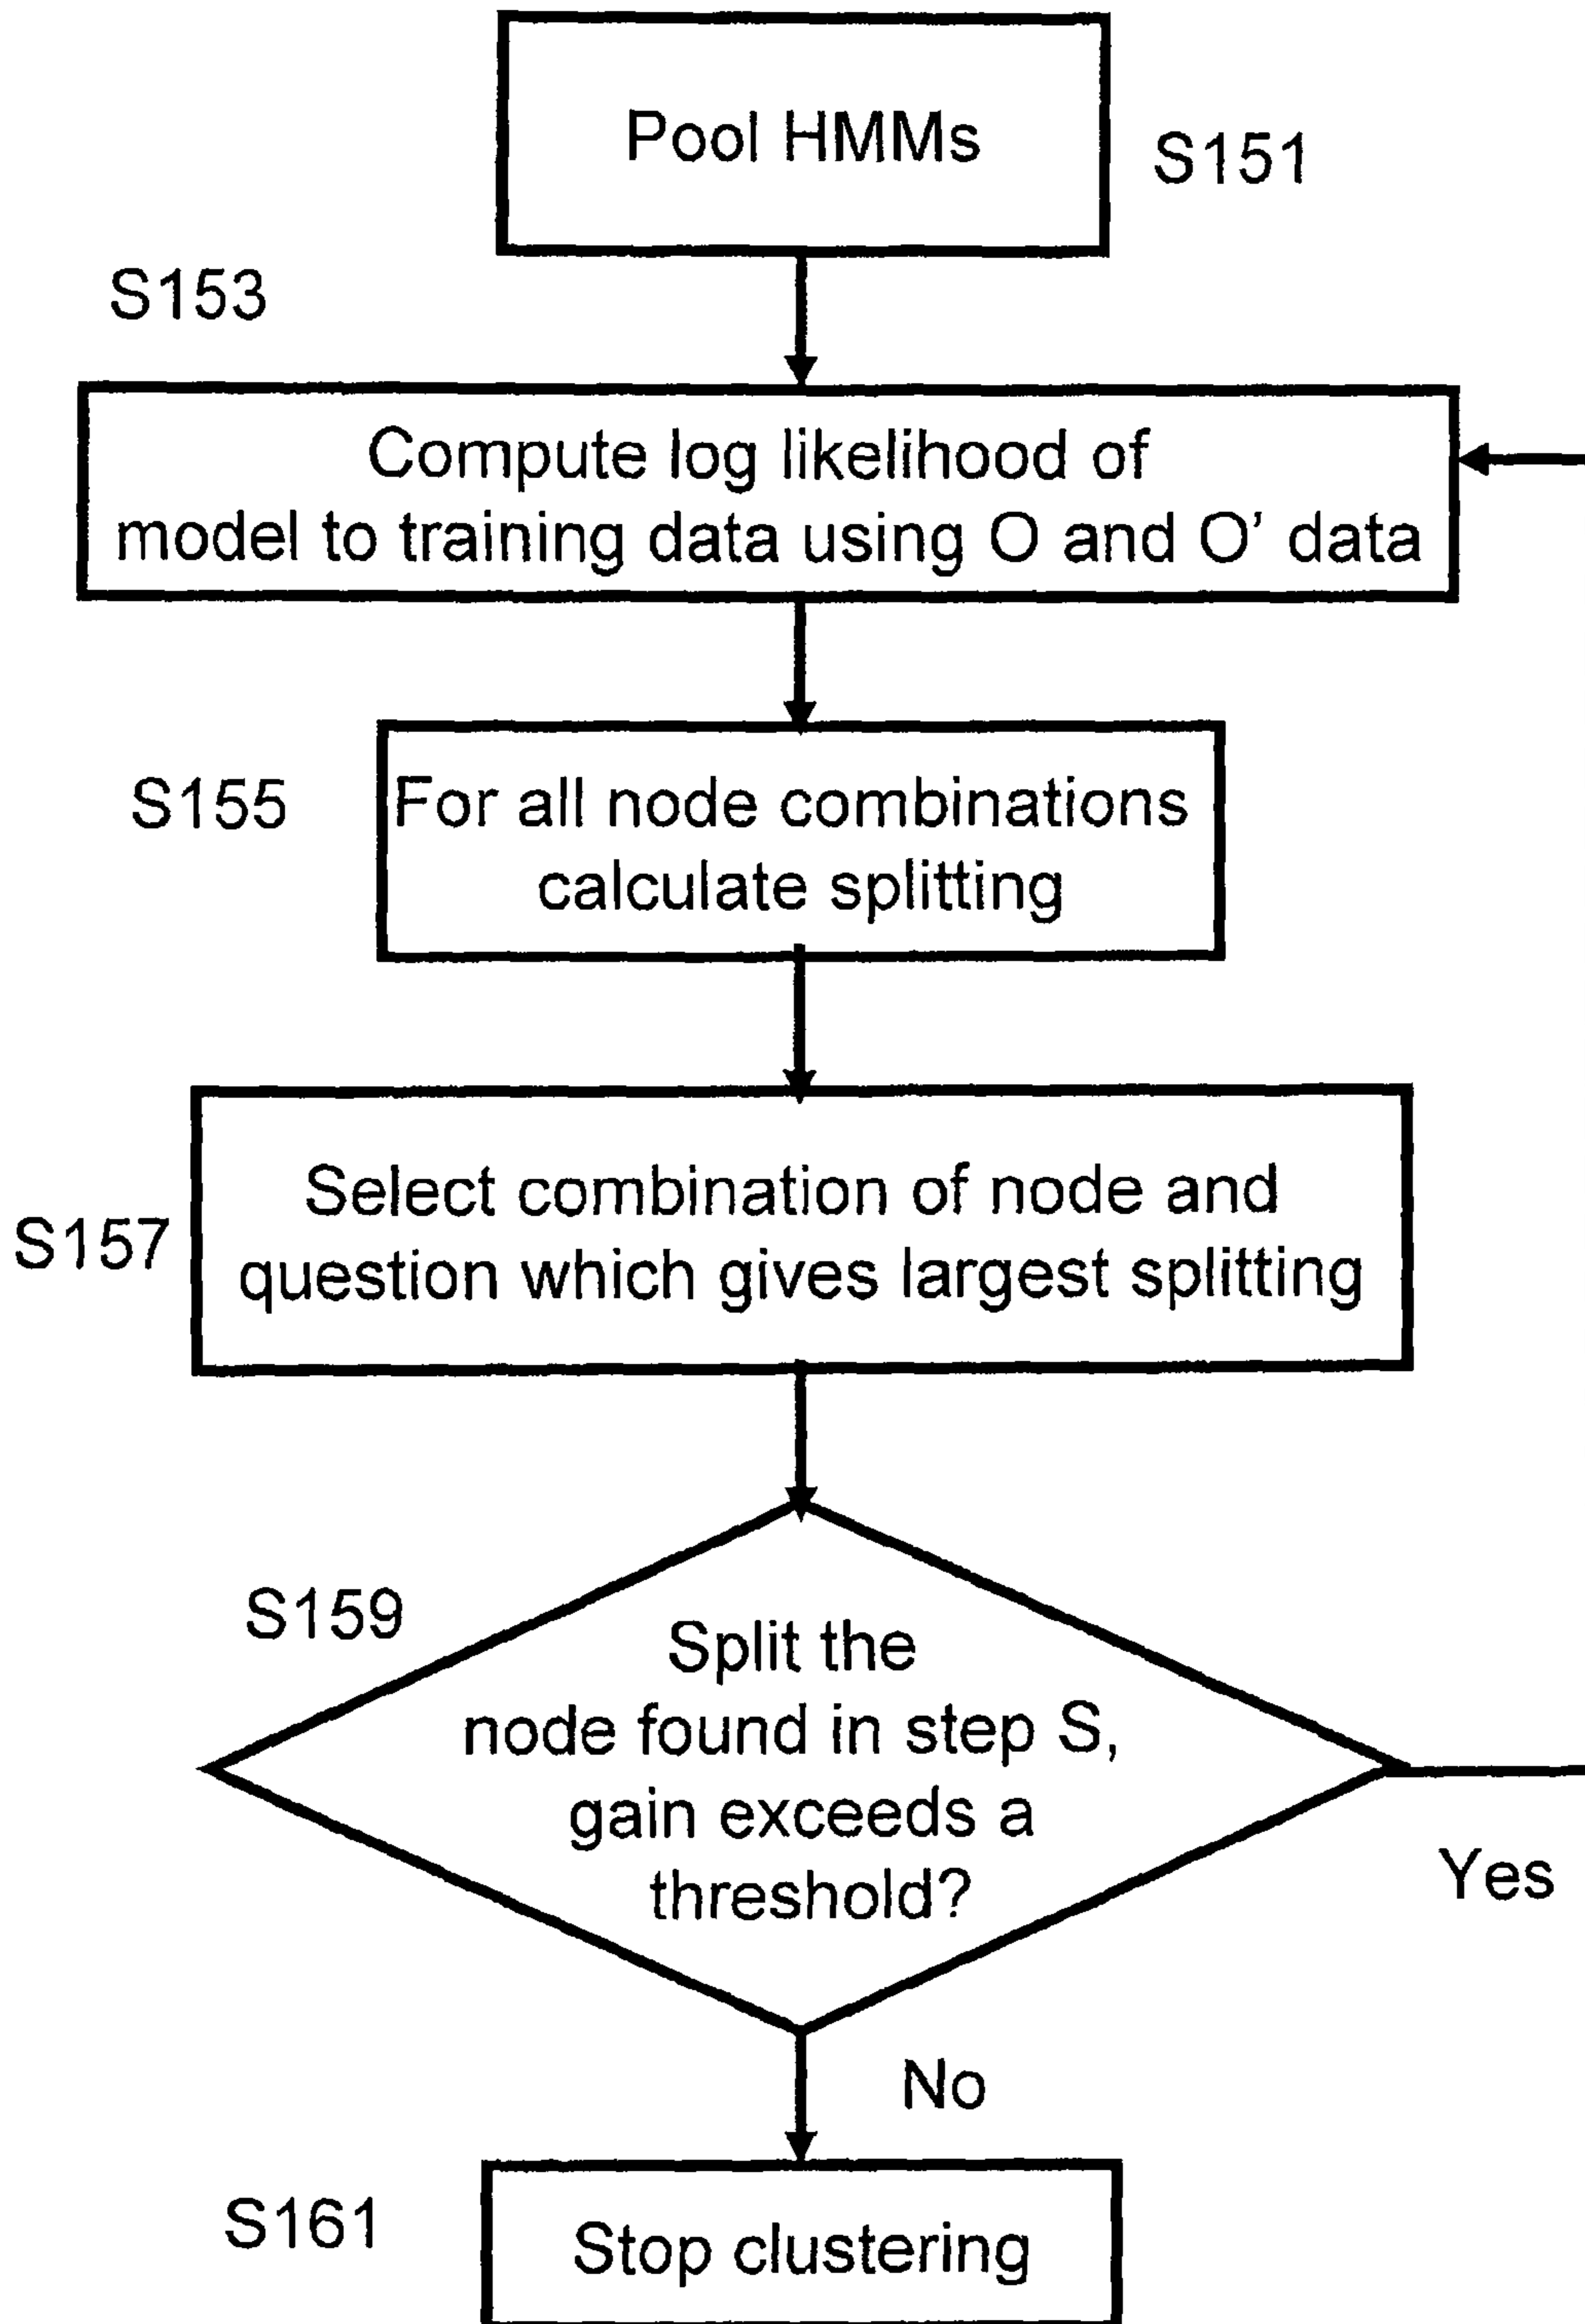 Pool HMMs
S151
S153
Compute log likelihood of
model to training data using O and O' data
S155
For all node combinations
calculate splitting
Select combination of node and
question which gives largest splitting
S157
S159
Split the
node found in step S,
gain exceeds a
threshold?
Yes
No
S161
Stop clustering